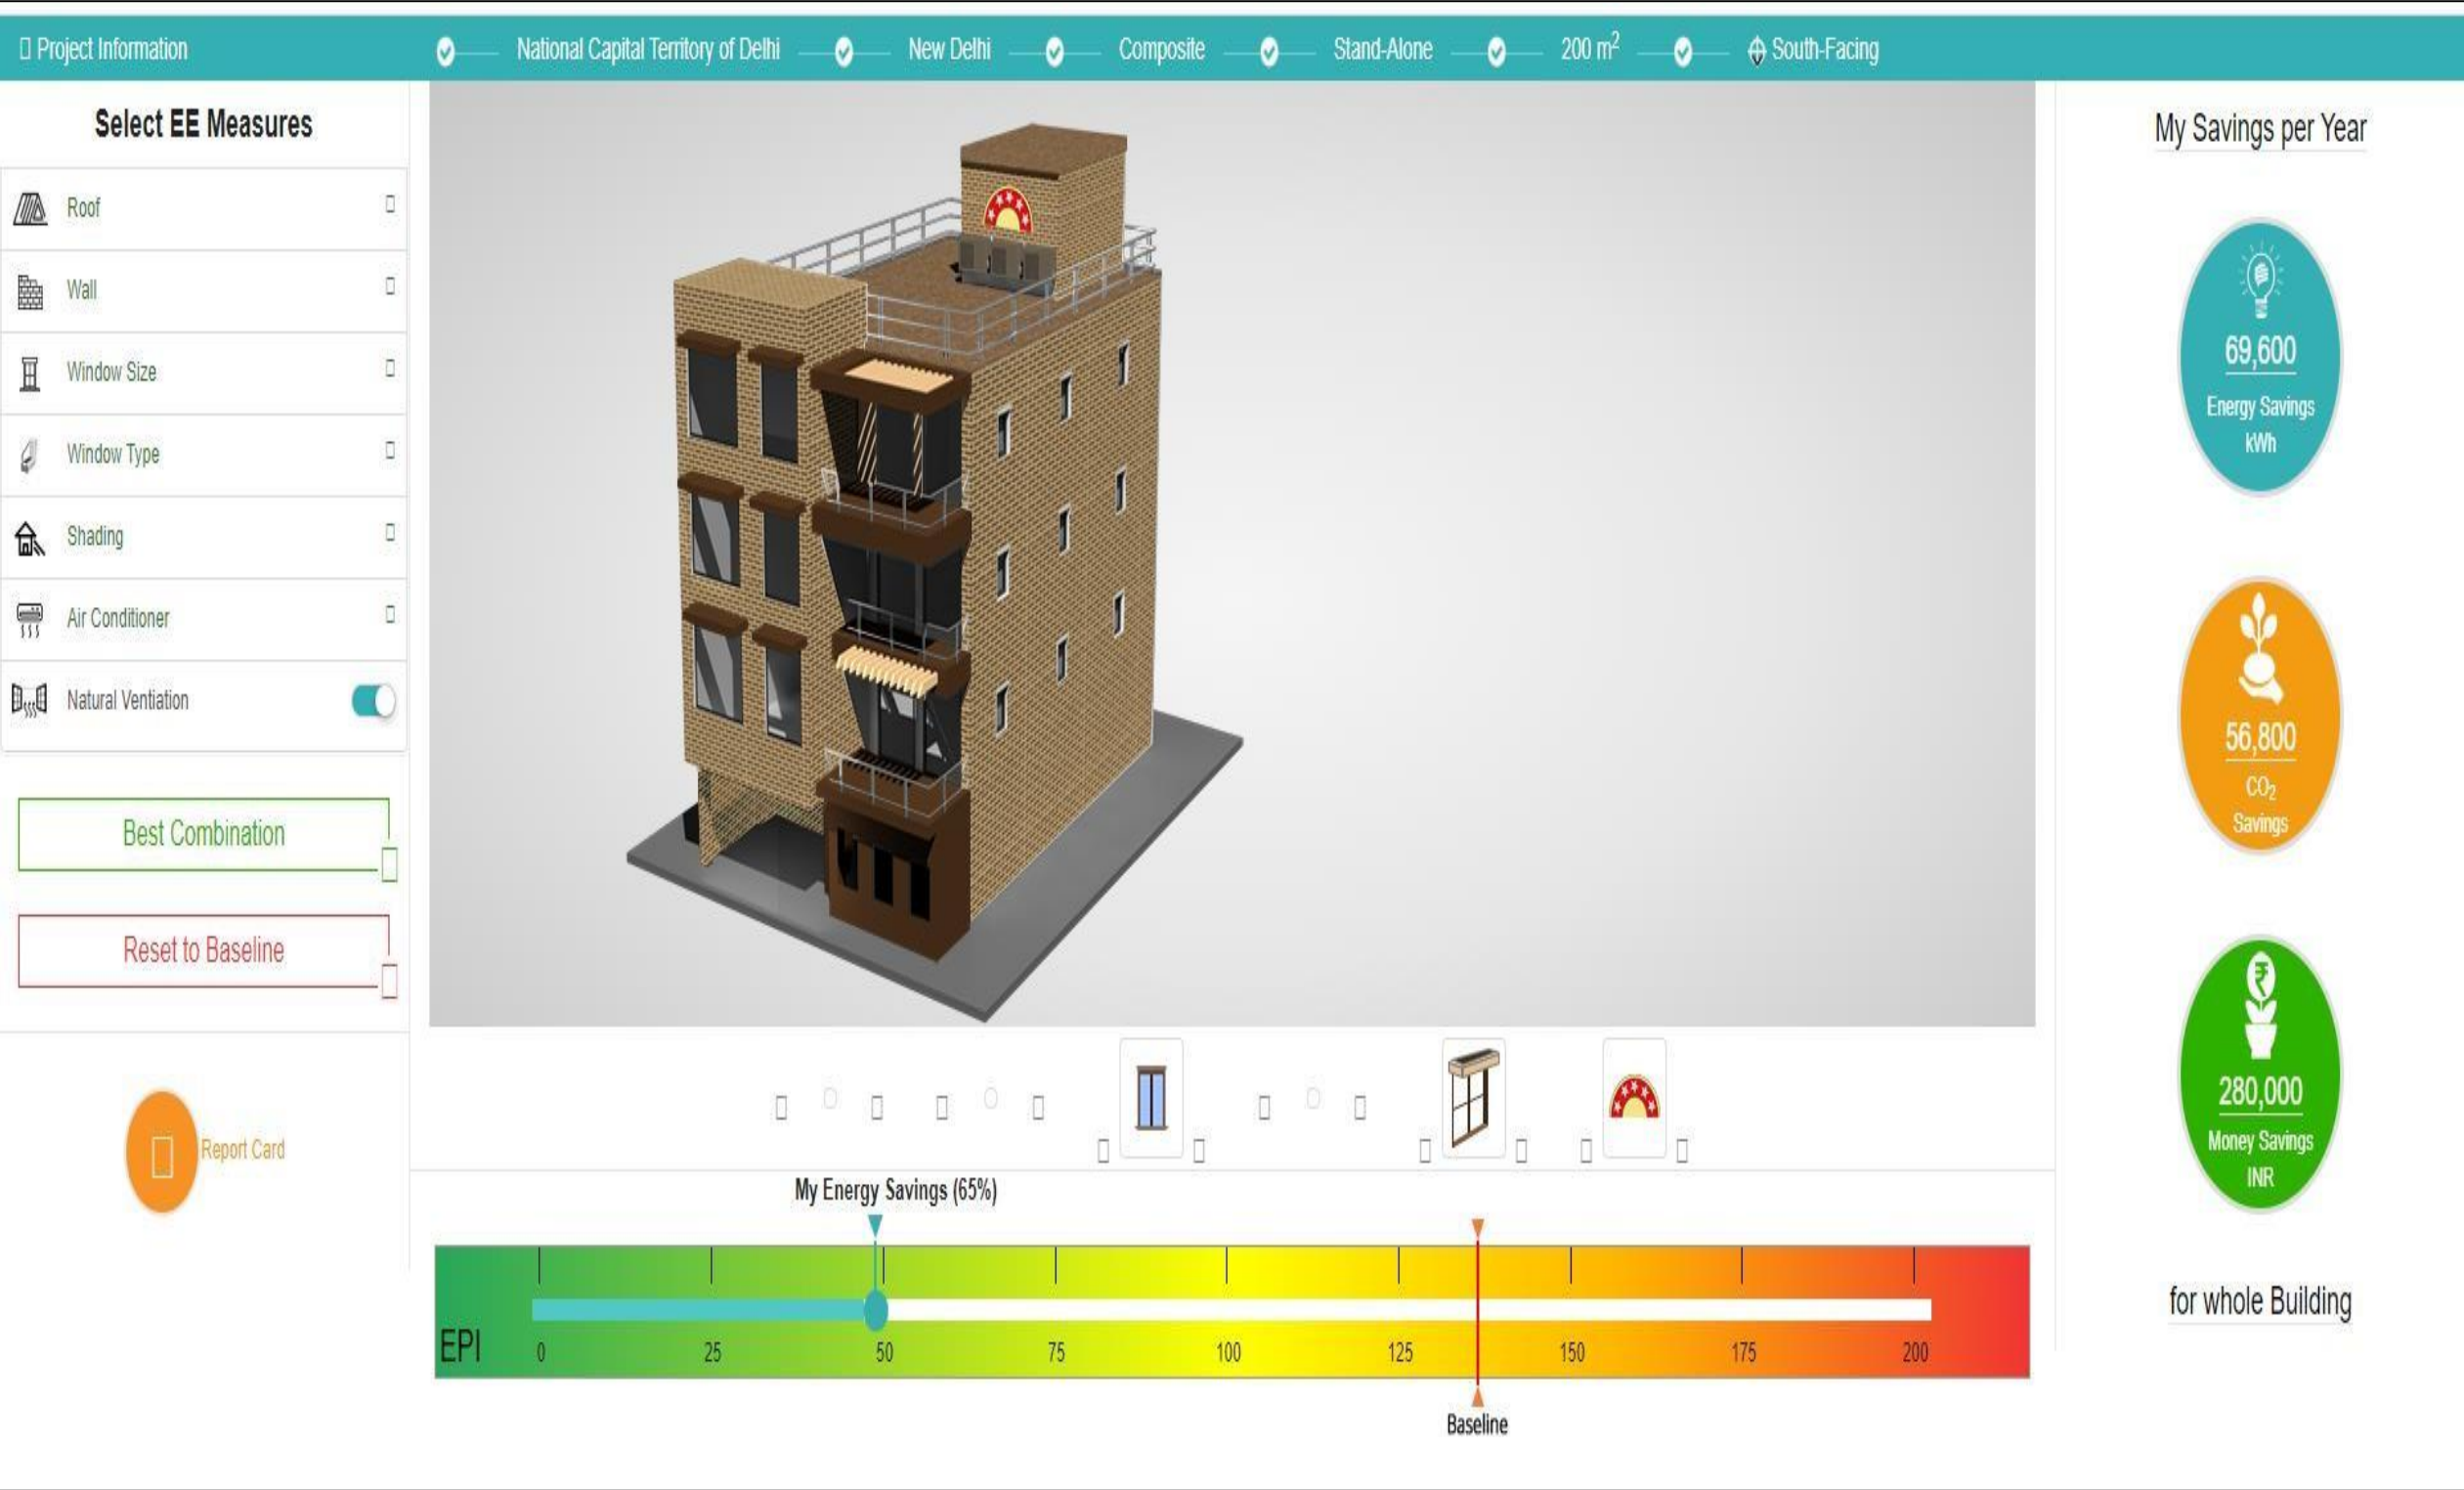 Project Information
National Capital Territory of Delhi
New Delhi
Composite
Stand-Alone
200 m²
South-Facing
Select EE Measures
Roof
Wall
Window Size
Window Type
Shading
Air Conditioner
Natural Ventiation
Best Combination
Reset to Baseline
Report Card
My Energy Savings (65%)
EPI
0 25 50 75 100 125 150 175 200
Baseline
My Savings per Year
69,600
Energy Savings
kWh
56,800
CO₂
Savings
₹
280,000
Money Savings
INR
for whole Building